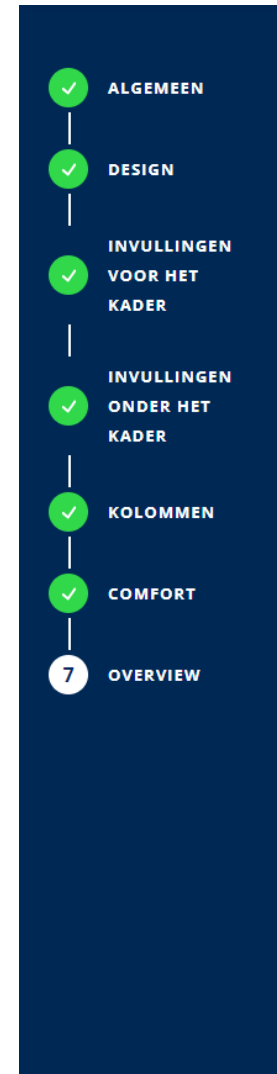 ALGEMEEN
DESIGN
INVULLINGEN
VOOR HET
KADER
INVULLINGEN
ONDER HET
KADER
KOLOMMEN
COMFORT
7 OVERVIEW